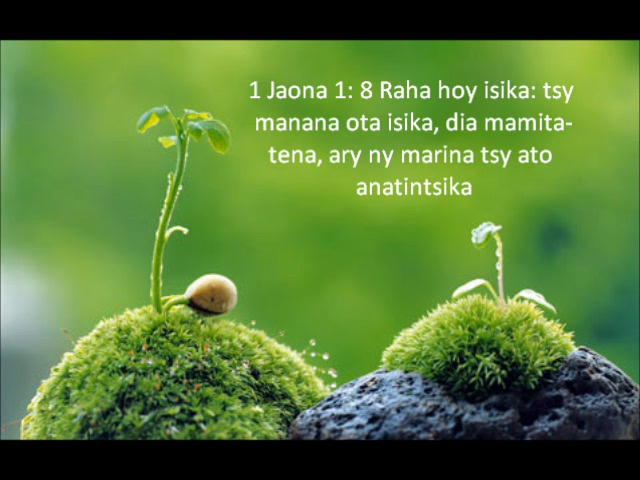 1 Jaona 1: 8 Raha hoy isika: tsy
manana ota isika, dia mamita-
tena, ary ny marina tsy ato
anatintsika